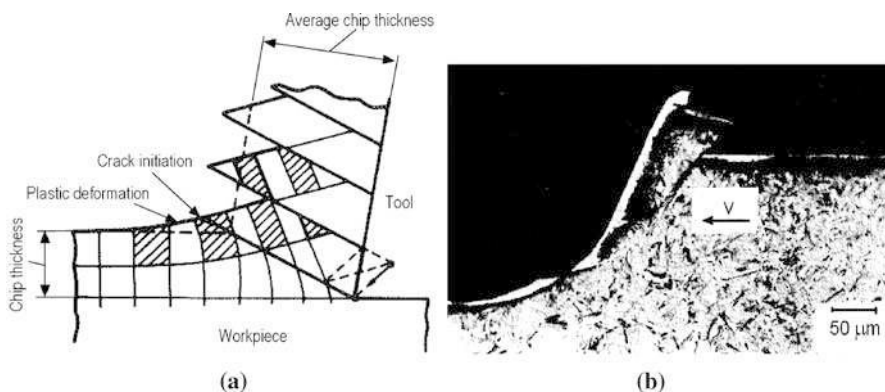 Average chip thickness
Crack initiation
Plastic deformation
Tool
Chip thickness
Workpiece
V
50 μm
(a)
(b)